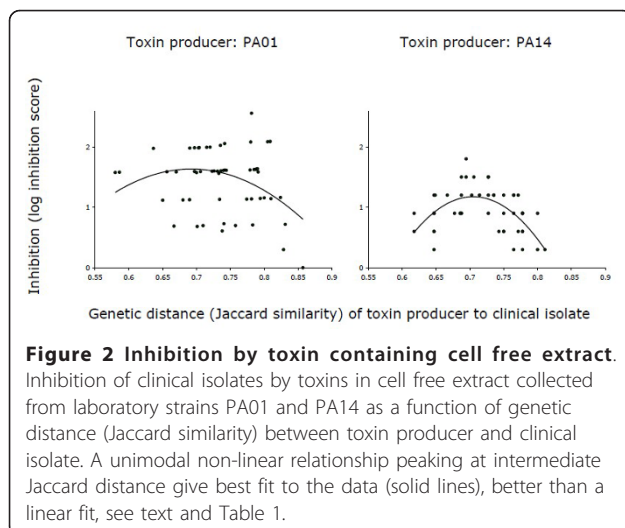 Toxin producer: PA01
Toxin producer: PA14
Inhibition (log inhibition score)
2
1
0
0.55 0.6 0.65 0.7 0.75 0.8 0.85 0.9
2
1
0
0.55 0.6 0.65 0.7 0.75 0.8 0.85 0.9
Genetic distance (Jaccard similarity) of toxin producer to clinical isolate
Figure 2 Inhibition by toxin containing cell free extract.
Inhibition of clinical isolates by toxins in cell free extract collected
from laboratory strains PA01 and PA14 as a function of genetic
distance (Jaccard similarity) between toxin producer and clinical
isolate. A unimodal non-linear relationship peaking at intermediate
Jaccard distance give best fit to the data (solid lines), better than a
linear fit, see text and Table 1.